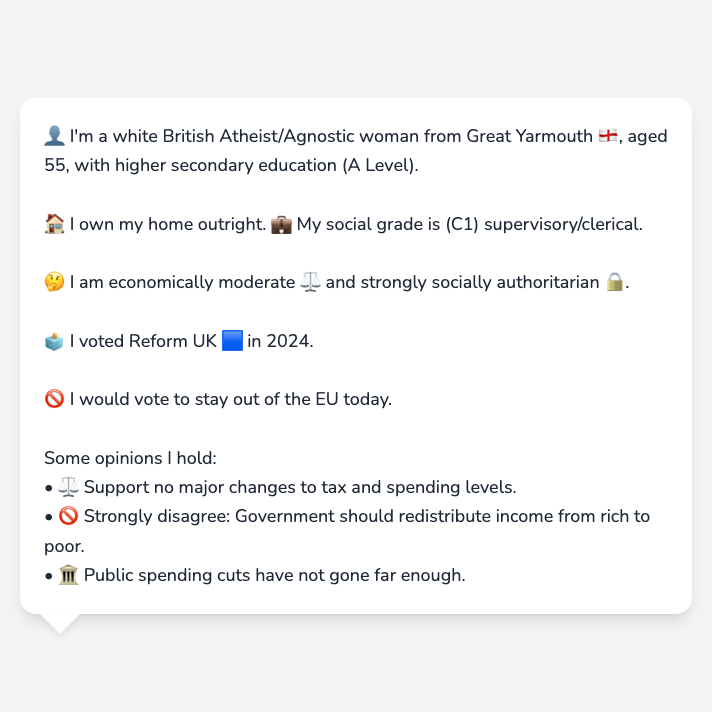 👤 I'm a white British Atheist/Agnostic woman from Great Yarmouth 🏴󠁧󠁢󠁥󠁮󠁧󠁿, aged
55, with higher secondary education (A Level).
🏠 I own my home outright. 💼 My social grade is (C1) supervisory/clerical.
🤔 I am economically moderate ⚖️ and strongly socially authoritarian 🔒.
🗳️ I voted Reform UK 🟦 in 2024.
🚫 I would vote to stay out of the EU today.
Some opinions I hold:
• ⚖️ Support no major changes to tax and spending levels.
• 🚫 Strongly disagree: Government should redistribute income from rich to
poor.
• 🏛️ Public spending cuts have not gone far enough.